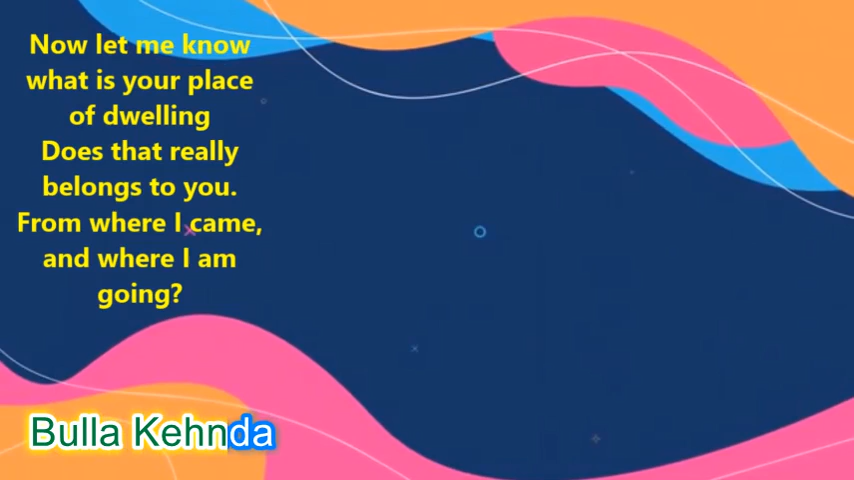 Now let me know
what is your place
of dwelling
Does that really
belongs to you.
From where I came,
and where I am
going?
Bulla Kehnda